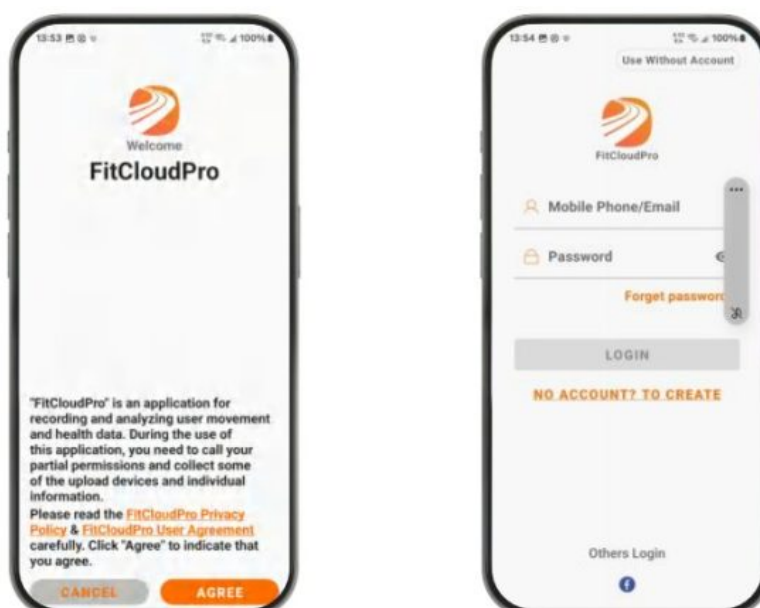 13:53
100%
Welcome
FitCloudPro
"FitCloudPro" is an application for
recording and analyzing user movement
and health data. During the use of
this application, you need to call your
partial permissions and collect some
of the upload devices and individual
information.
Please read the FitCloudPro Privacy
Policy & FitCloudPro User Agreement
carefully. Click "Agree" to indicate that
you agree.
CANCEL
AGREE
13:54
100%
Use Without Account
FitCloudPro
Mobile Phone/Email
Password
Forget password
LOGIN
NO ACCOUNT? TO CREATE
Others Login